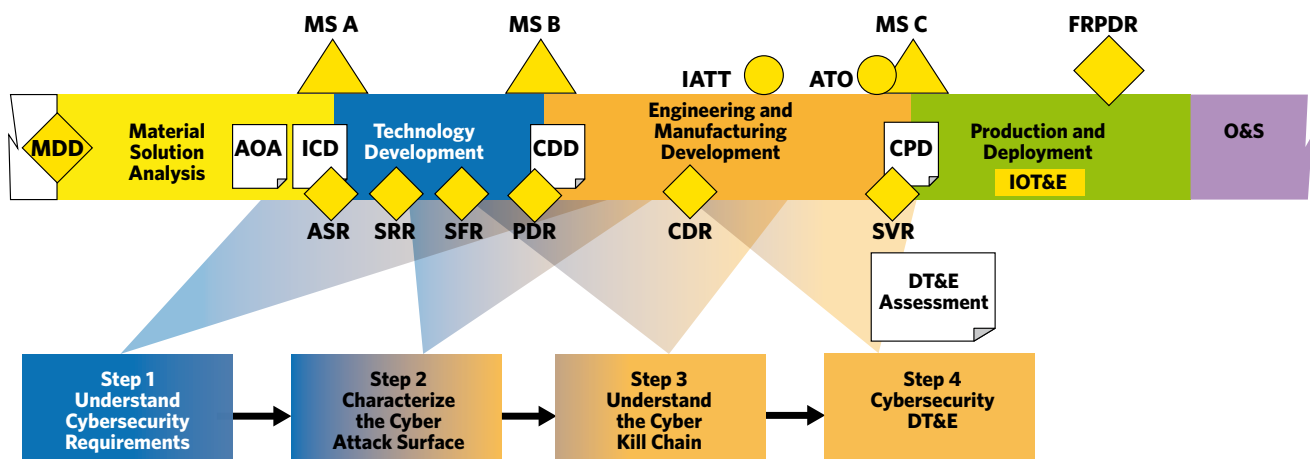 MS A
MS B
MS C
FRPDR
IATT
ATO
MDD
Material
Solution
Analysis
AOA
ICD
Technology
Development
CDD
Engineering and
Manufacturing
Development
CPD
Production and
Deployment
IOT&E
O&S
ASR
SRR
SFR
PDR
CDR
SVR
DT&E
Assessment
Step 1
Understand
Cybersecurity
Requirements
Step 2
Characterize
the Cyber
Attack Surface
Step 3
Understand
the Cyber
Kill Chain
Step 4
Cybersecurity
DT&E